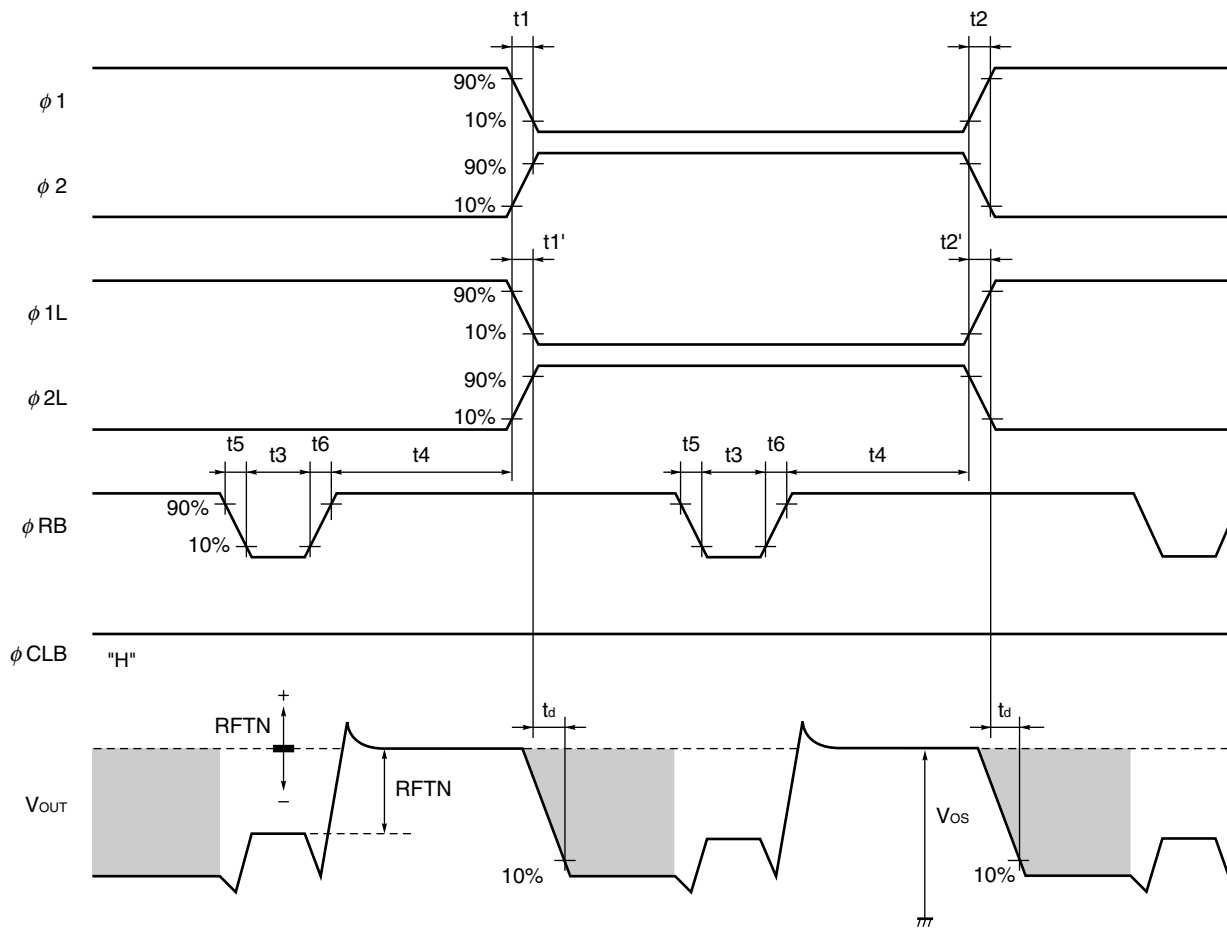 t1 t2
90%
φ1
10%
90%
φ2
10%
t1' t2'
90%
φ1L
10%
90%
φ2L
10%
t5 t3 t6 t4 t5 t3 t6 t4
90%
φRB
10%
φCLB "H"
+
RFTN td td
RFTN
−
VOUT VOS
10% 10%